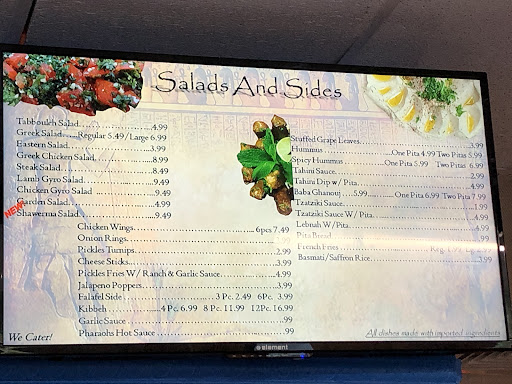 Salads And Sides
Tabbouleh Salad 4.99
Greek Salad Regular 5.49/Large 6.99
Eastern Salad 3.99
Greek Chicken Salad 8.99
Steak Salad 8.49
Lamb Gyro Salad 9.49
Chicken Gyro Salad 9.49
Garden Salad 4.99
NEW
Shawerma Salad 9.49
Chicken Wings 6pcs 7.49
Onion Rings
Pickles Turnips 2.99
Cheese Sticks 3.99
Pickles Fries W/ Ranch & Garlic Sauce 4.99
Jalapeno Poppers 3.99
Falafel Side 3 Pc. 2.49 6Pc. 3.99
Kibbeh 4 Pc. 6.99 8 Pc. 11.99 12Pc. 16.99
Garlic Sauce .99
Pharaohs Hot Sauce .99
We Cater!
Stuffed Grape Leaves 3.99
Hummus One Pita 4.99 Two Pitas 5.99
Spicy Hummus One Pita 5.99 Two Pitas 6.99
Tahini Sauce .99
Tahini Dip w/ Pita 4.99
Baba Ghanouj 5.99 One Pita 6.99 Two Pita 7.99
Tzatziki Sauce .99
Tzatziki Sauce W/ Pita
Lebnah W/Pita
Pita Bread
French Fries
Basmati/Saffron Rice 3.99
All dishes made with imported ingredients
element